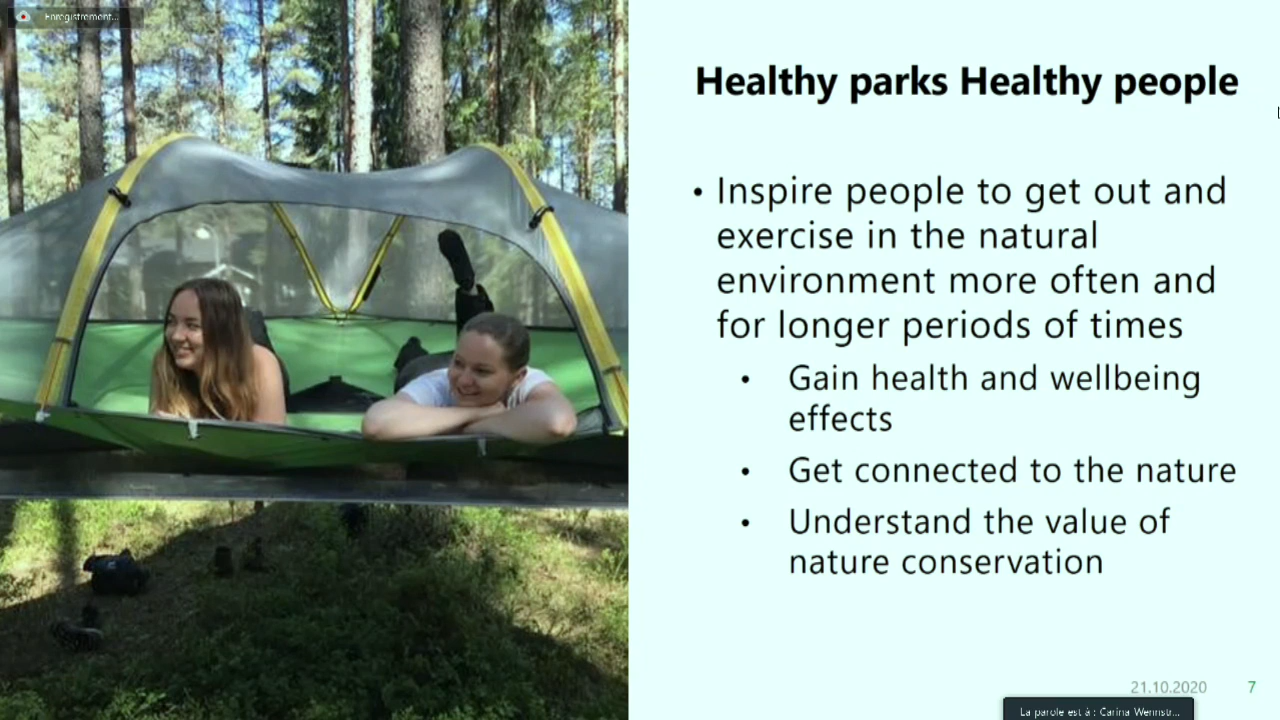 Enregistrement...
Healthy parks Healthy people
• Inspire people to get out and
exercise in the natural
environment more often and
for longer periods of times
• Gain health and wellbeing
effects
• Get connected to the nature
• Understand the value of
nature conservation
21.10.2020 7
La parole est à : Carina Wennstr...